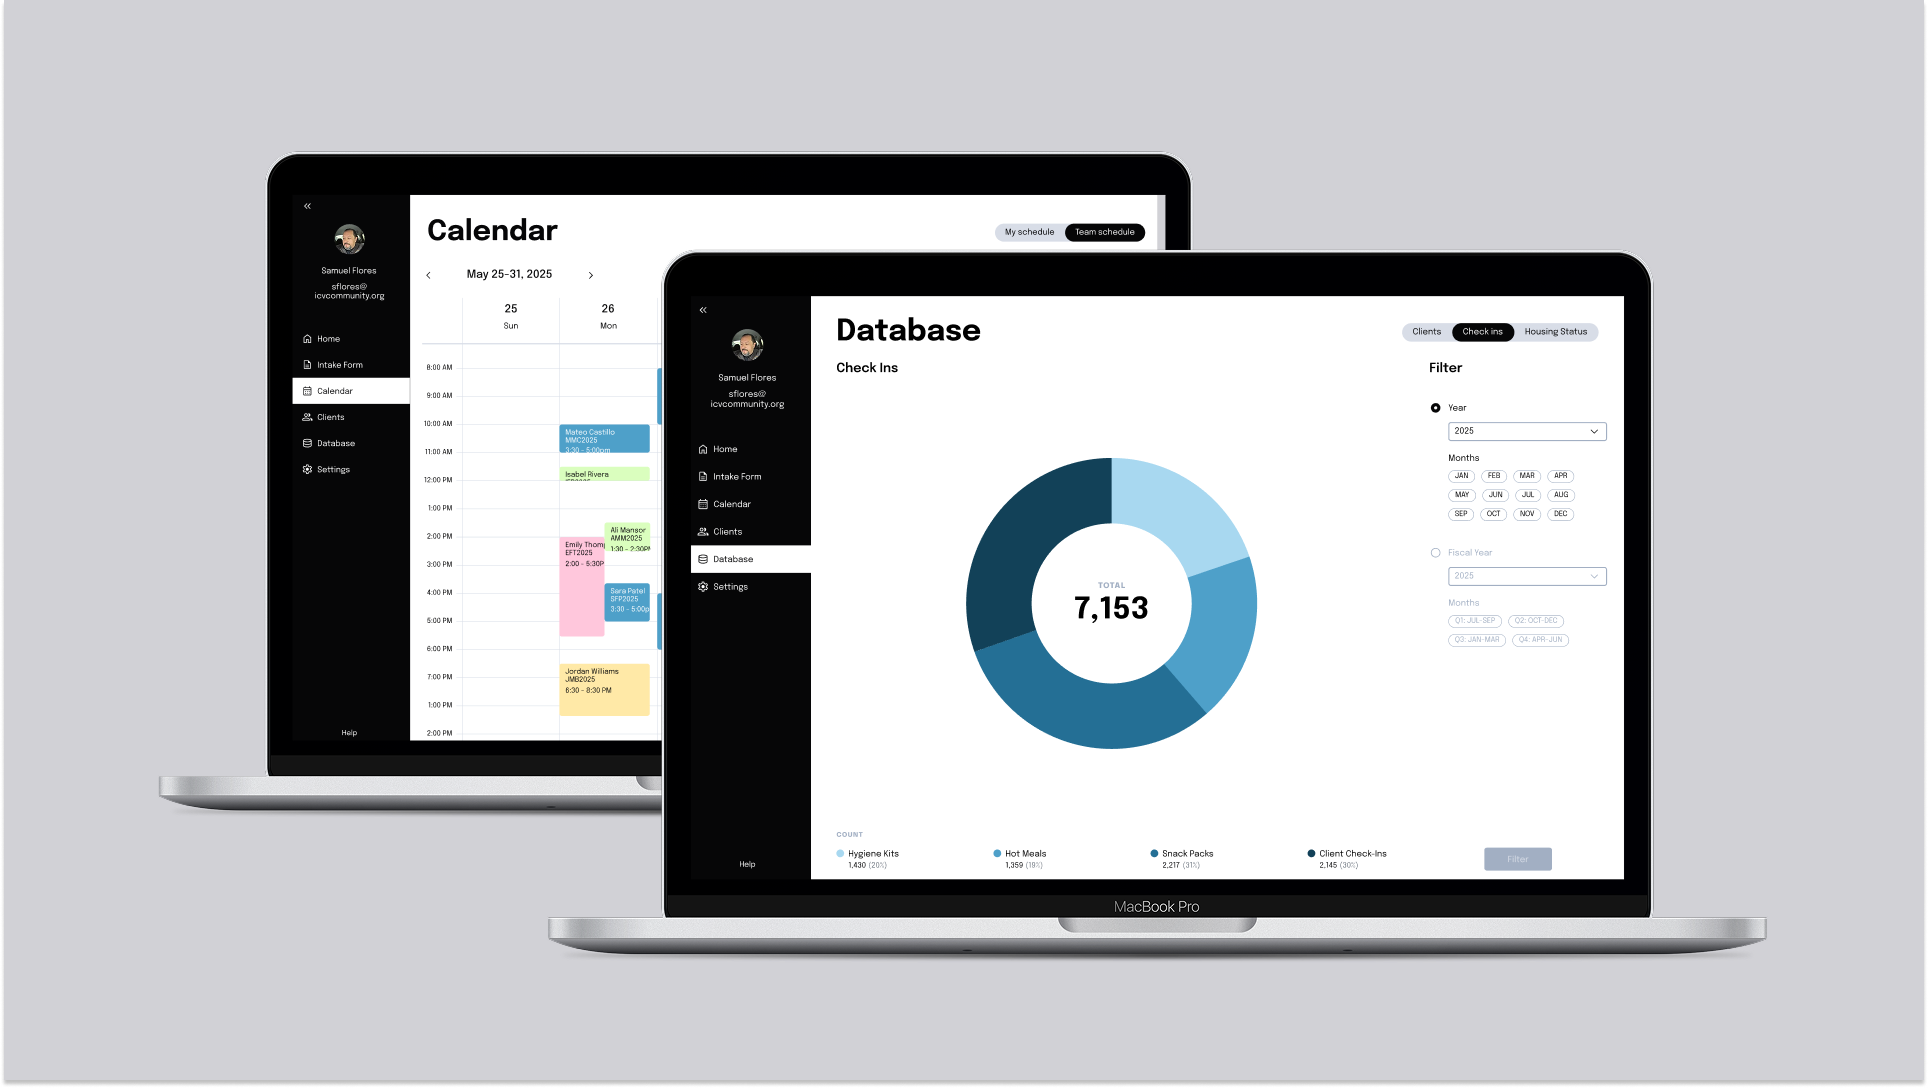 Calendar
My schedule
Team schedule
Samuel Flores
sflores@
icvcommunity.org
May 25-31, 2025
25
Sun
26
Mon
Home
Intake Form
Calendar
Clients
Database
Settings
Help
8:00 AM
9:00 AM
10:00 AM
11:00 AM
12:00 PM
1:00 PM
2:00 PM
3:00 PM
4:00 PM
5:00 PM
6:00 PM
7:00 PM
1:00 PM
2:00 PM
Mateo Castillo
MMC2025
3:30 - 5:00pm
Isabel Rivera
Ali Mansor
AMM2025
1:30 - 2:30P
Emily Thom
EFT2025
2:00 - 5:30P
Sara Patel
SFP2025
3:30 - 5:00p
Jordan Williams
JMB2025
6:30 - 8:30 PM
Database
Clients
Check ins
Housing Status
Check Ins
Samuel Flores
sflores@
icvcommunity.org
Home
Intake Form
Calendar
Clients
Database
Settings
Help
Filter
Year
2025
Months
JAN FEB MAR APR
MAY JUN JUL AUG
SEP OCT NOV DEC
Fiscal Year
2025
Months
Q1: JUL-SEP Q2: OCT-DEC
Q3: JAN-MAR Q4: APR-JUN
TOTAL
7,153
COUNT
Hygiene Kits
1,430 (20%)
Hot Meals
1,359 (19%)
Snack Packs
2,217 (31%)
Client Check-Ins
2,145 (30%)
Filter
MacBook Pro